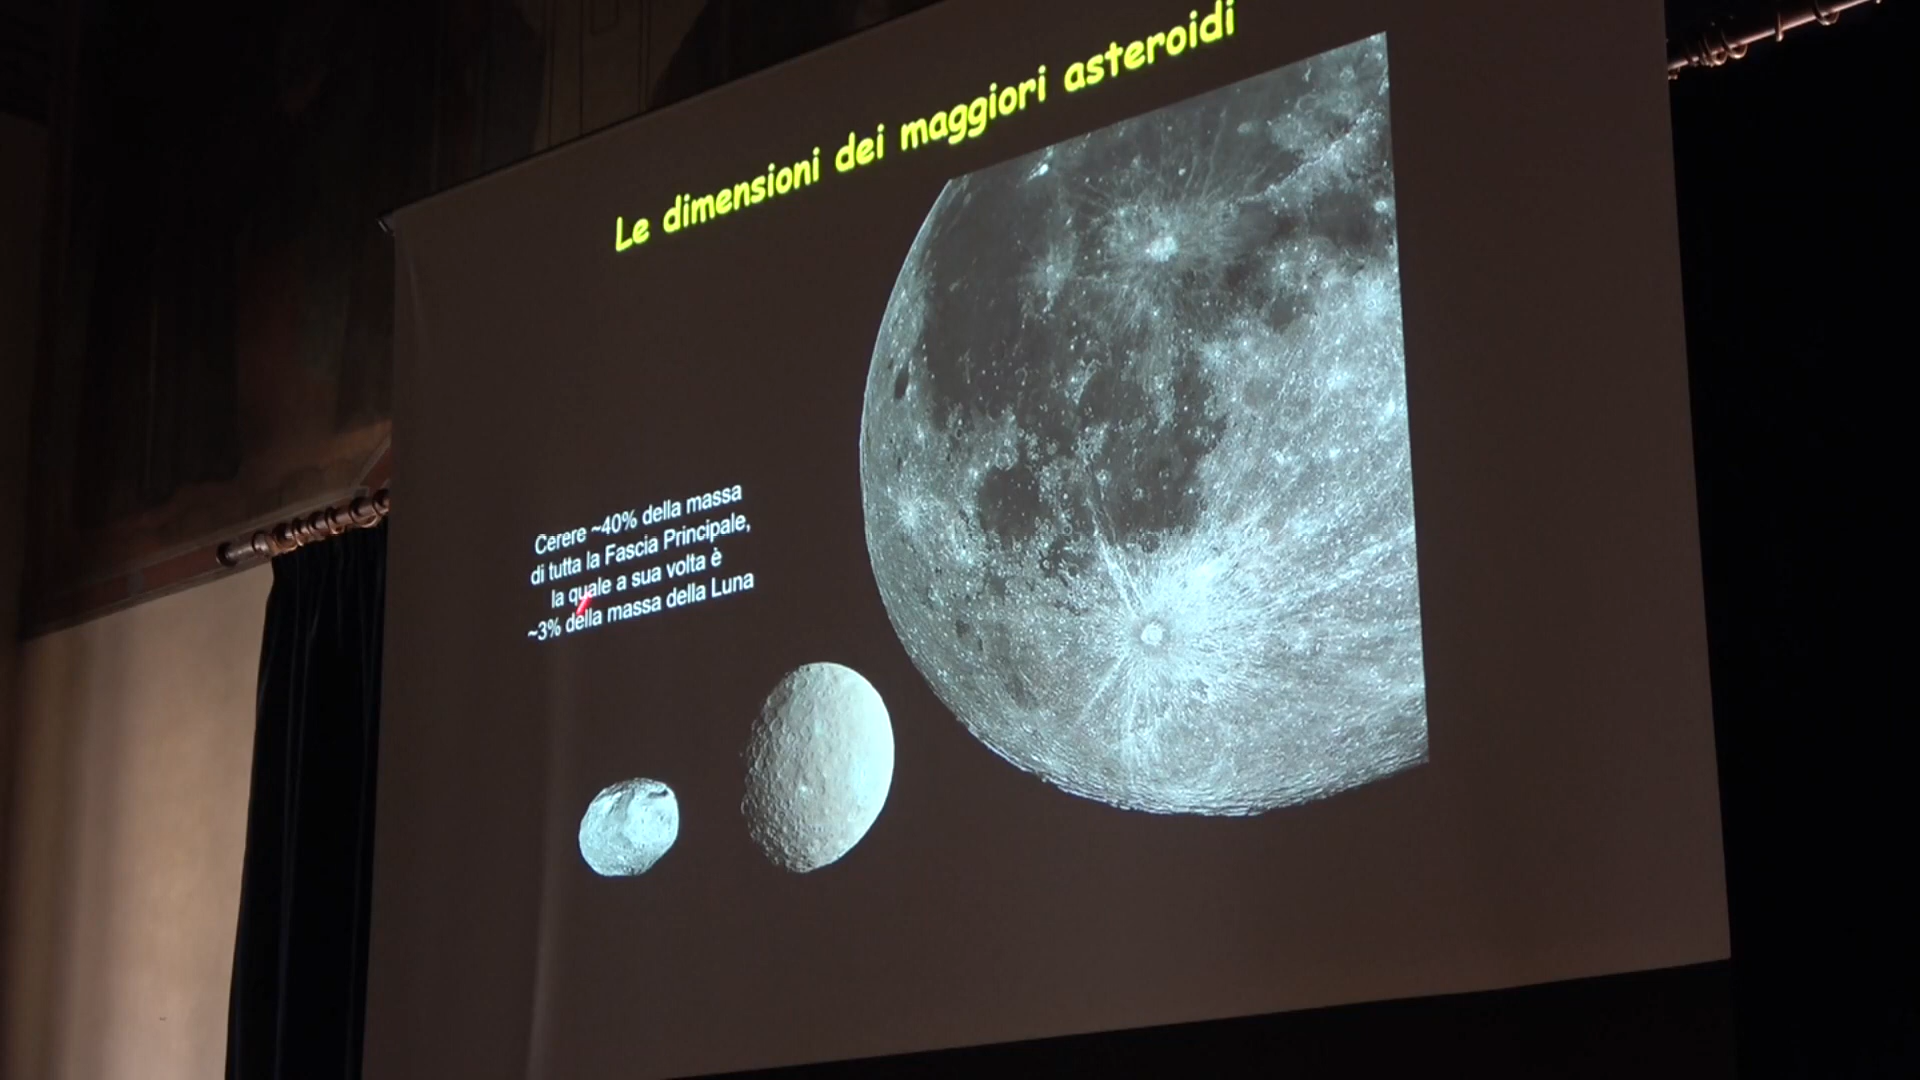 Le dimensioni dei maggiori asteroidi
Cerere ~40% della massa
di tutta la Fascia Principale,
la quale a sua volta è
~3% della massa della Luna